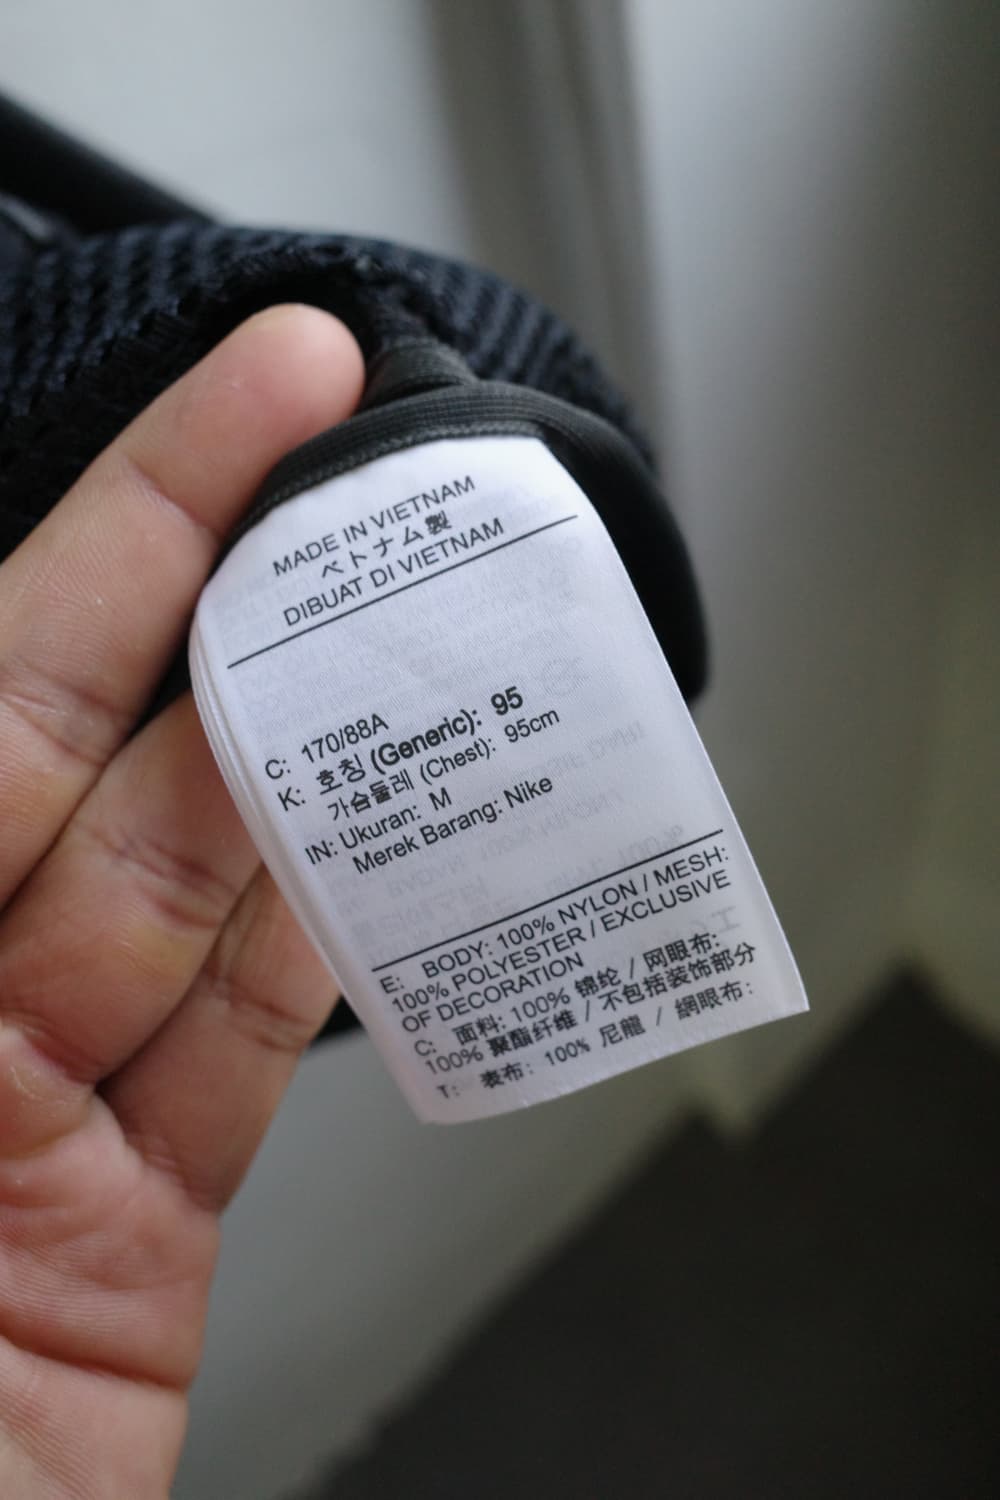 MADE IN VIETNAM
ベトナム製
DIBUAT DI VIETNAM
C: 170/88A
K: 호칭 (Generic): 95
가슴둘레 (Chest): 95cm
IN: Ukuran: M
Merek Barang: Nike
E: BODY: 100% NYLON / MESH:
100% POLYESTER / EXCLUSIVE
OF DECORATION
C: 面料: 100% 锦纶 / 网眼布:
100% 聚酯纤维 / 不包括装饰部分
T: 表布: 100% 尼龍 / 網眼布: